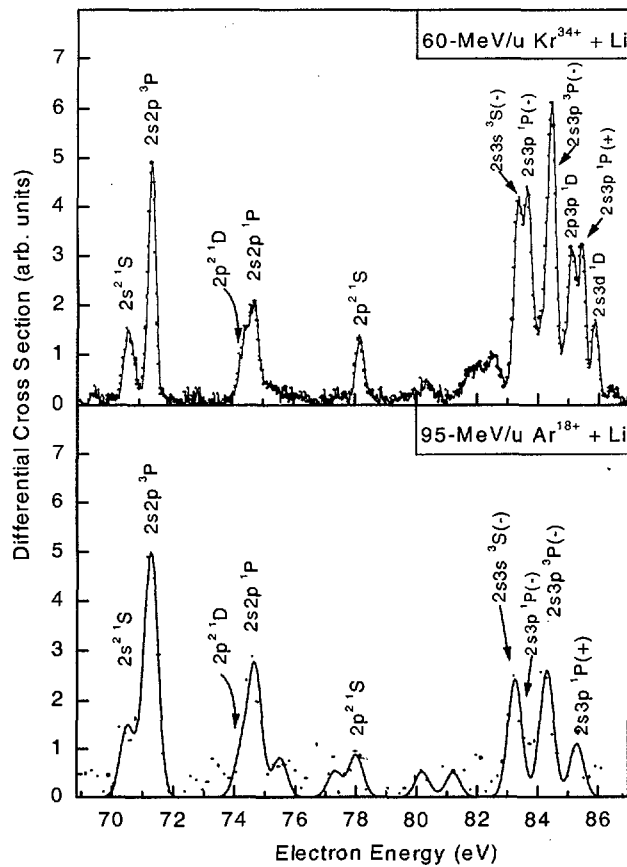 Differential Cross Section (arb. units)
60-MeV/u Kr³⁴⁺ + Li
7
6
5
4
3
2
1
0
2s² ¹S
2s2p ³P
2p² ¹D
2s2p ¹P
2p² ¹S
2s3s ³S(-)
2s3p ¹P(-)
2s3p ³P(-)
2p3p ¹D
2s3p ¹P(+)
2s3d ¹D
95-MeV/u Ar¹⁸⁺ + Li
7
6
5
4
3
2
1
0
2s² ¹S
2s2p ³P
2p² ¹D
2s2p ¹P
2p² ¹S
2s3s ³S(-)
2s3p ¹P(-)
2s3p ³P(-)
2s3p ¹P(+)
70 72 74 76 78 80 82 84 86
Electron Energy (eV)